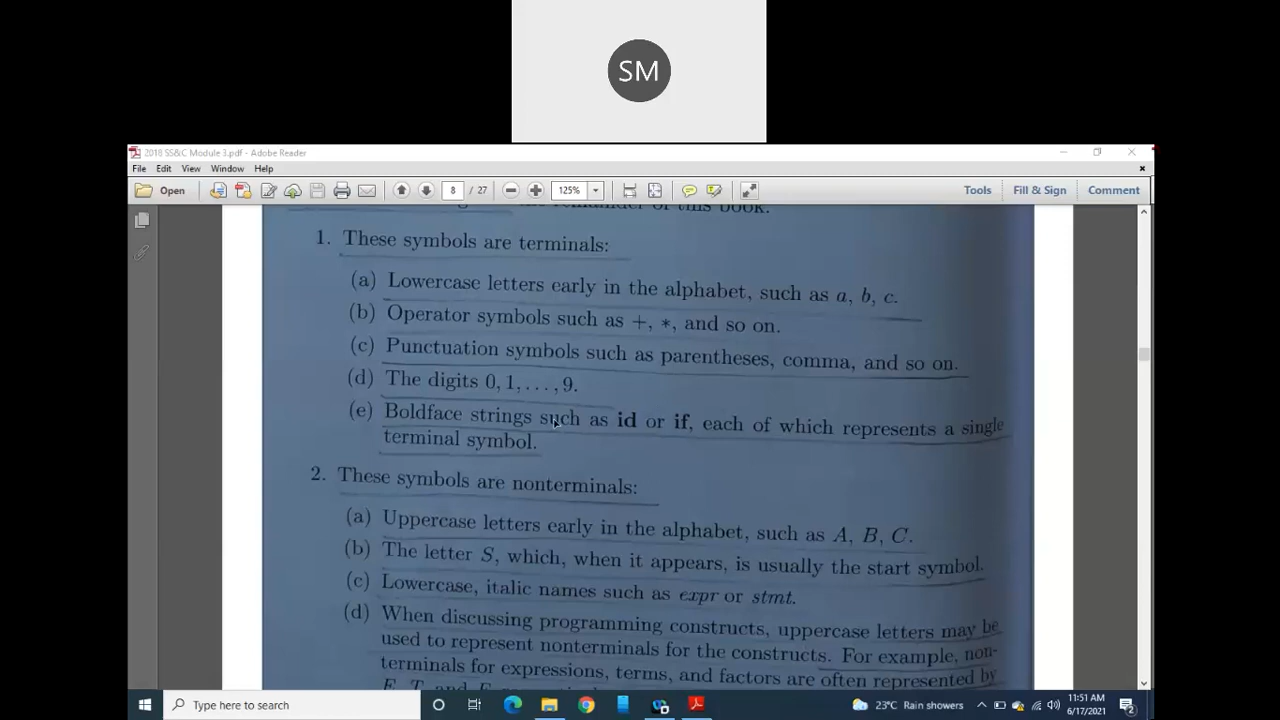 SM
2018 SS&C Module 3.pdf - Adobe Reader
File Edit View Window Help
Open 8 / 27 125% Tools Fill & Sign Comment
remainder of this book.
1. These symbols are terminals:
(a) Lowercase letters early in the alphabet, such as a, b, c.
(b) Operator symbols such as +, *, and so on.
(c) Punctuation symbols such as parentheses, comma, and so on.
(d) The digits 0, 1, . . . , 9.
(e) Boldface strings such as id or if, each of which represents a single
terminal symbol.
2. These symbols are nonterminals:
(a) Uppercase letters early in the alphabet, such as A, B, C.
(b) The letter S, which, when it appears, is usually the start symbol.
(c) Lowercase, italic names such as expr or stmt.
(d) When discussing programming constructs, uppercase letters may be
used to represent nonterminals for the constructs. For example, non-
terminals for expressions, terms, and factors are often represented by
E, T, and F,
Type here to search
23°C Rain showers
11:51 AM
6/17/2021
2